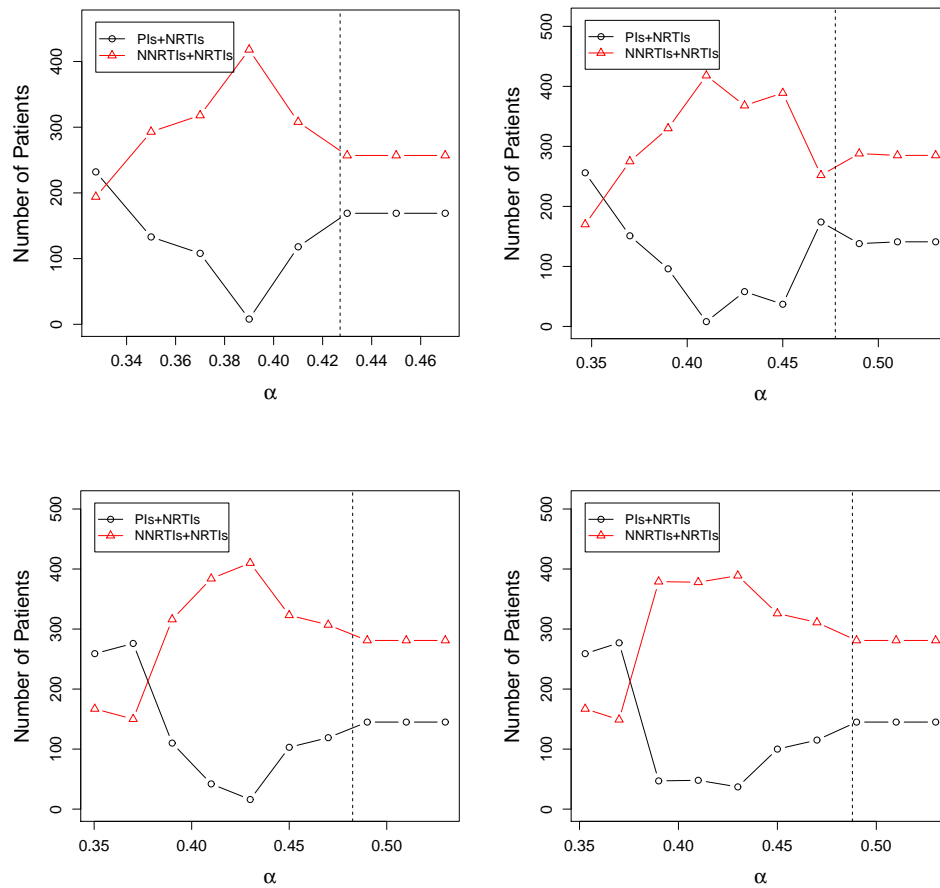 PIs+NRTIs
NNRTIs+NRTIs
Number of Patients
0
100
200
300
400
0.34 0.36 0.38 0.40 0.42 0.44 0.46
α
PIs+NRTIs
NNRTIs+NRTIs
Number of Patients
0
100
200
300
400
500
0.35 0.40 0.45 0.50
α
PIs+NRTIs
NNRTIs+NRTIs
Number of Patients
0
100
200
300
400
500
0.35 0.40 0.45 0.50
α
PIs+NRTIs
NNRTIs+NRTIs
Number of Patients
0
100
200
300
400
500
0.35 0.40 0.45 0.50
α